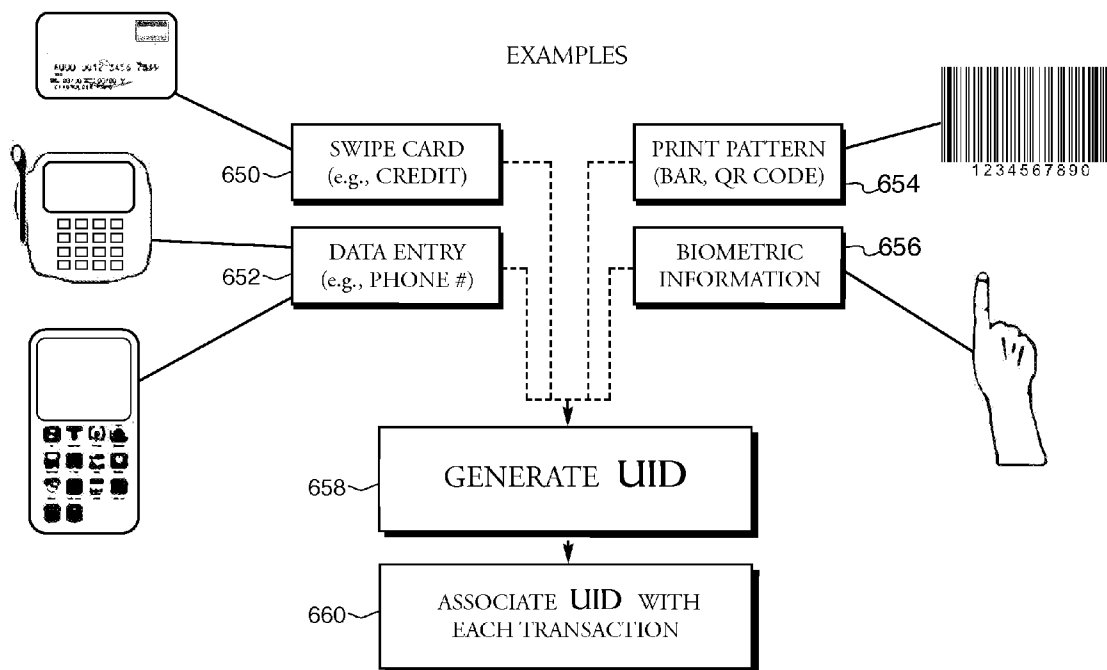 EXAMPLES
SWIPE CARD
(e.g., CREDIT)
650
PRINT PATTERN
(BAR, QR CODE)
654
1234567890
DATA ENTRY
(e.g., PHONE #)
652
BIOMETRIC
INFORMATION
656
GENERATE UID
658
ASSOCIATE UID WITH
EACH TRANSACTION
660